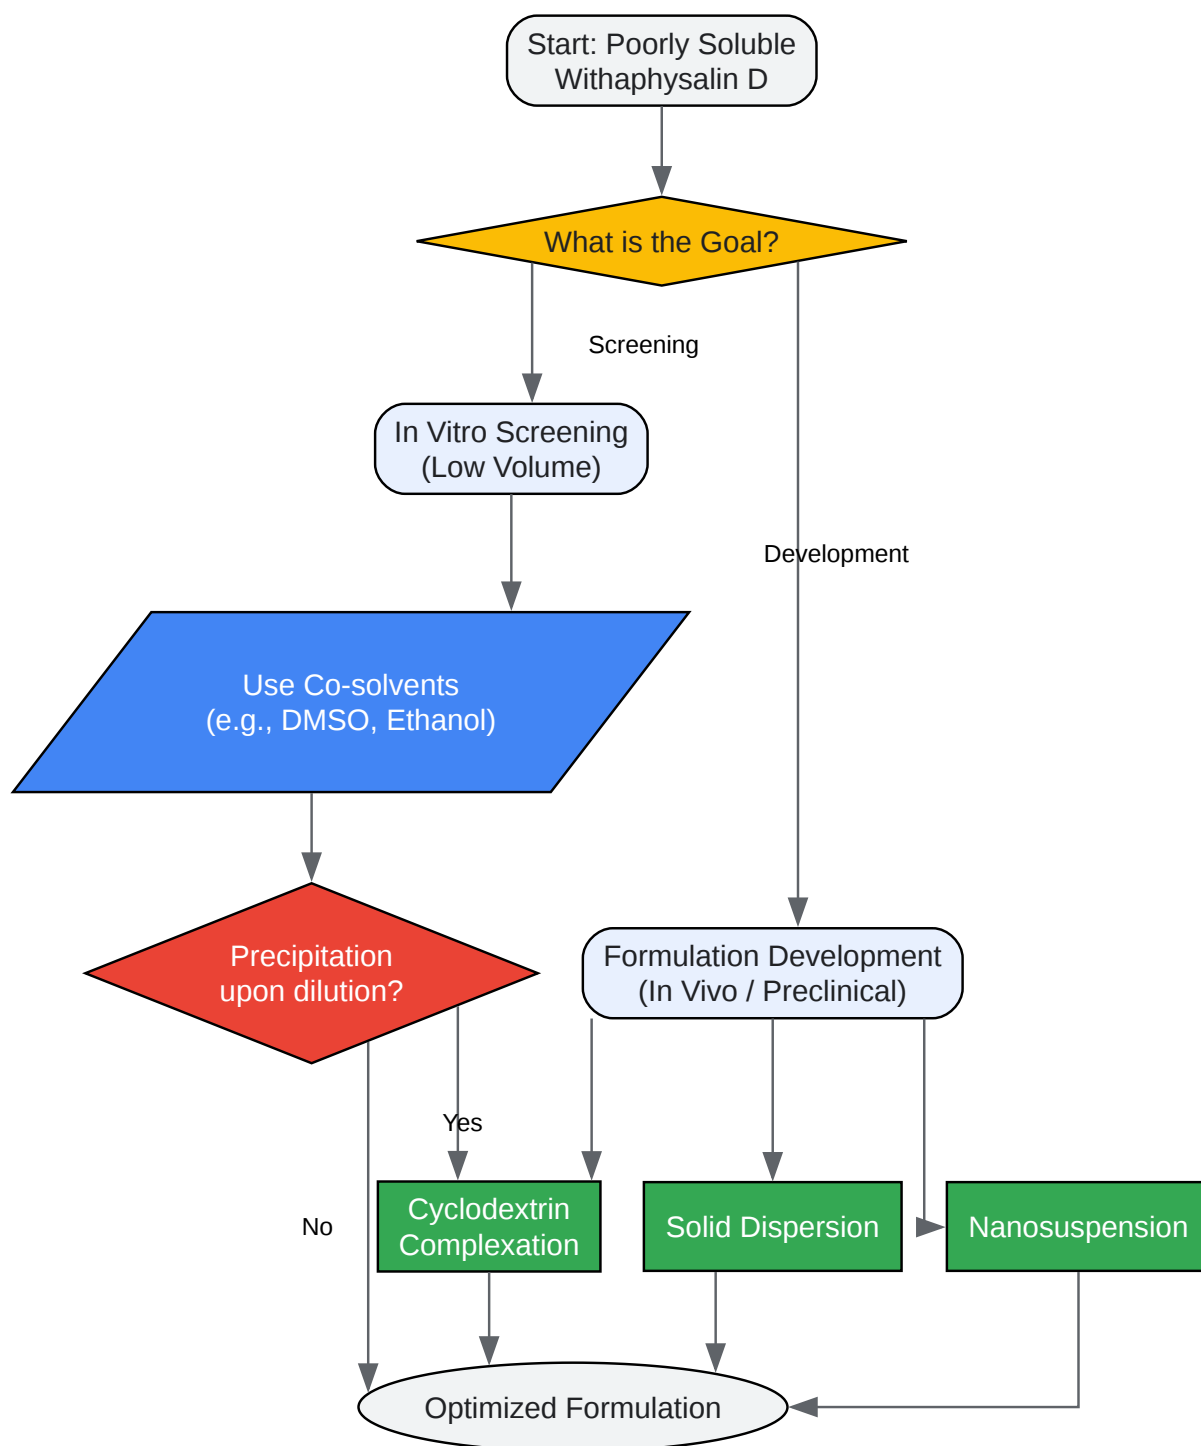 Start: Poorly Soluble
Withaphysalin D
What is the Goal?
Screening
In Vitro Screening
(Low Volume)
Development
Use Co-solvents
(e.g., DMSO, Ethanol)
Precipitation
upon dilution?
Formulation Development
(In Vivo / Preclinical)
Yes
No
Cyclodextrin
Complexation
Solid Dispersion
Nanosuspension
Optimized Formulation